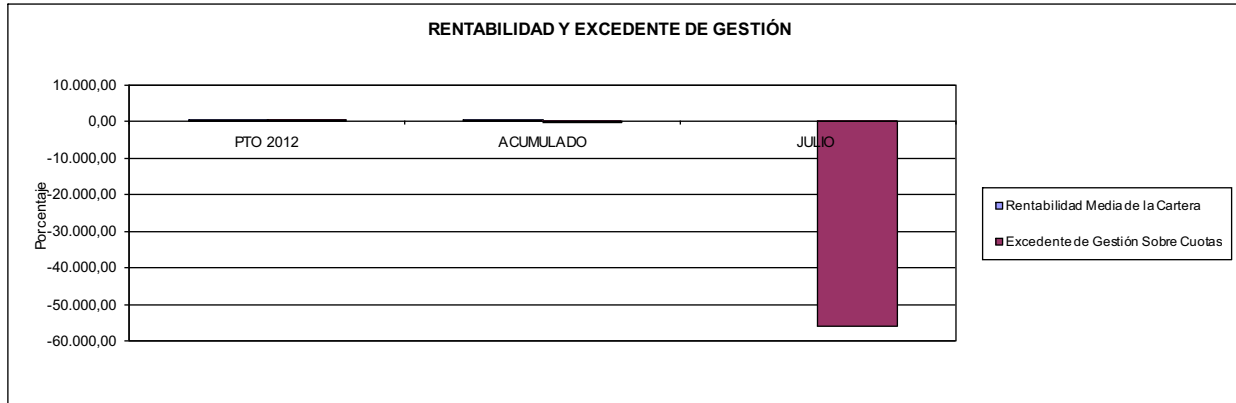 RENTABILIDAD Y EXCEDENTE DE GESTIÓN
10.000,00
0,00
-10.000,00
-20.000,00
-30.000,00
-40.000,00
-50.000,00
-60.000,00
Porcentaje
PTO 2012
ACUMULADO
JULIO
Rentabilidad Media de la Cartera
Excedente de Gestión Sobre Cuotas